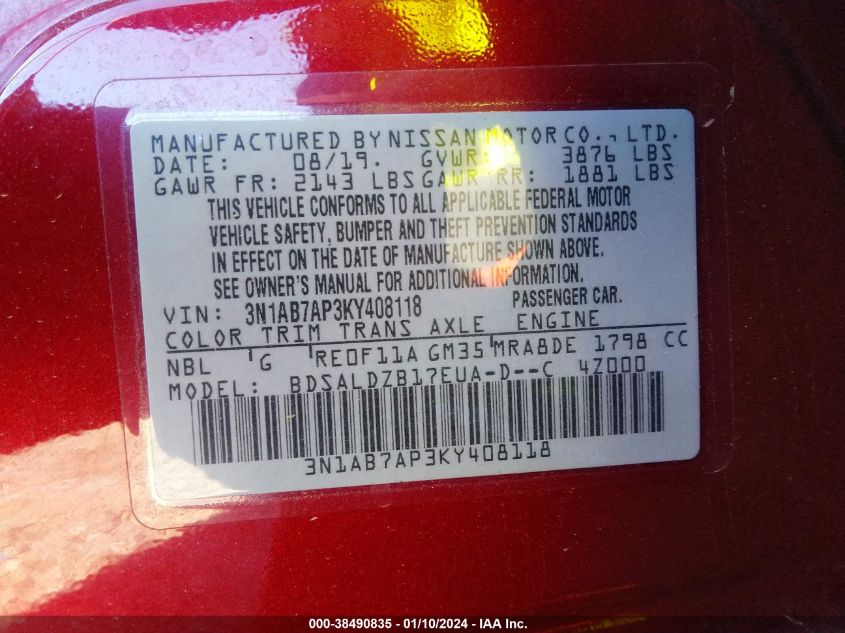 MANUFACTURED BY NISSAN MOTOR CO., LTD.
DATE: 08/19. GVWR: 3876 LBS
GAWR FR: 2143 LBS GAWR RR: 1881 LBS
THIS VEHICLE CONFORMS TO ALL APPLICABLE FEDERAL MOTOR
VEHICLE SAFETY, BUMPER AND THEFT PREVENTION STANDARDS
IN EFFECT ON THE DATE OF MANUFACTURE SHOWN ABOVE.
SEE OWNER'S MANUAL FOR ADDITIONAL INFORMATION.
VIN: 3N1AB7AP3KY408118 PASSENGER CAR.
COLOR TRIM TRANS AXLE ENGINE
NBL 'G 'RE0F11A GM35 'MRA8DE 1798 CC
MODEL: BDSALDZB17EUA-D--C 4Z000
3N1AB7AP3KY408118
000-38490835 - 01/10/2024 - IAA Inc.